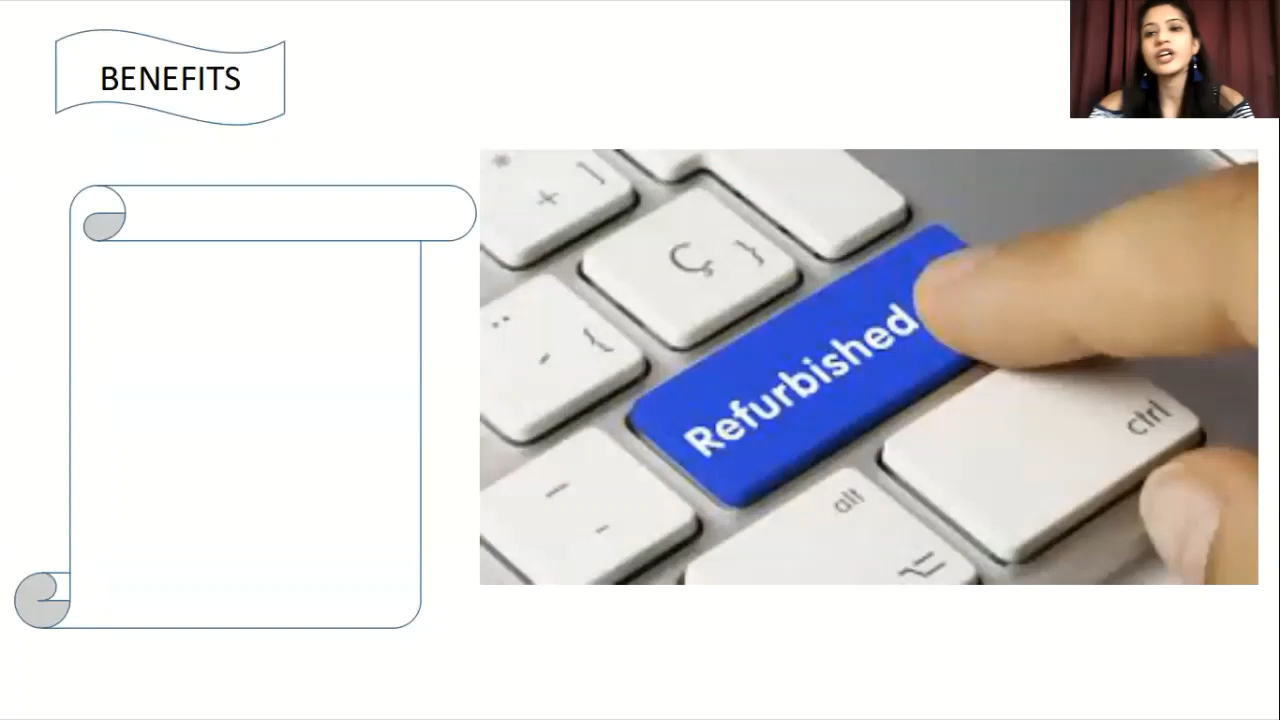 BENEFITS
*
+ ]
Ç }
¨ {
-
Refurbished
ctrl
alt
—
-
⌥